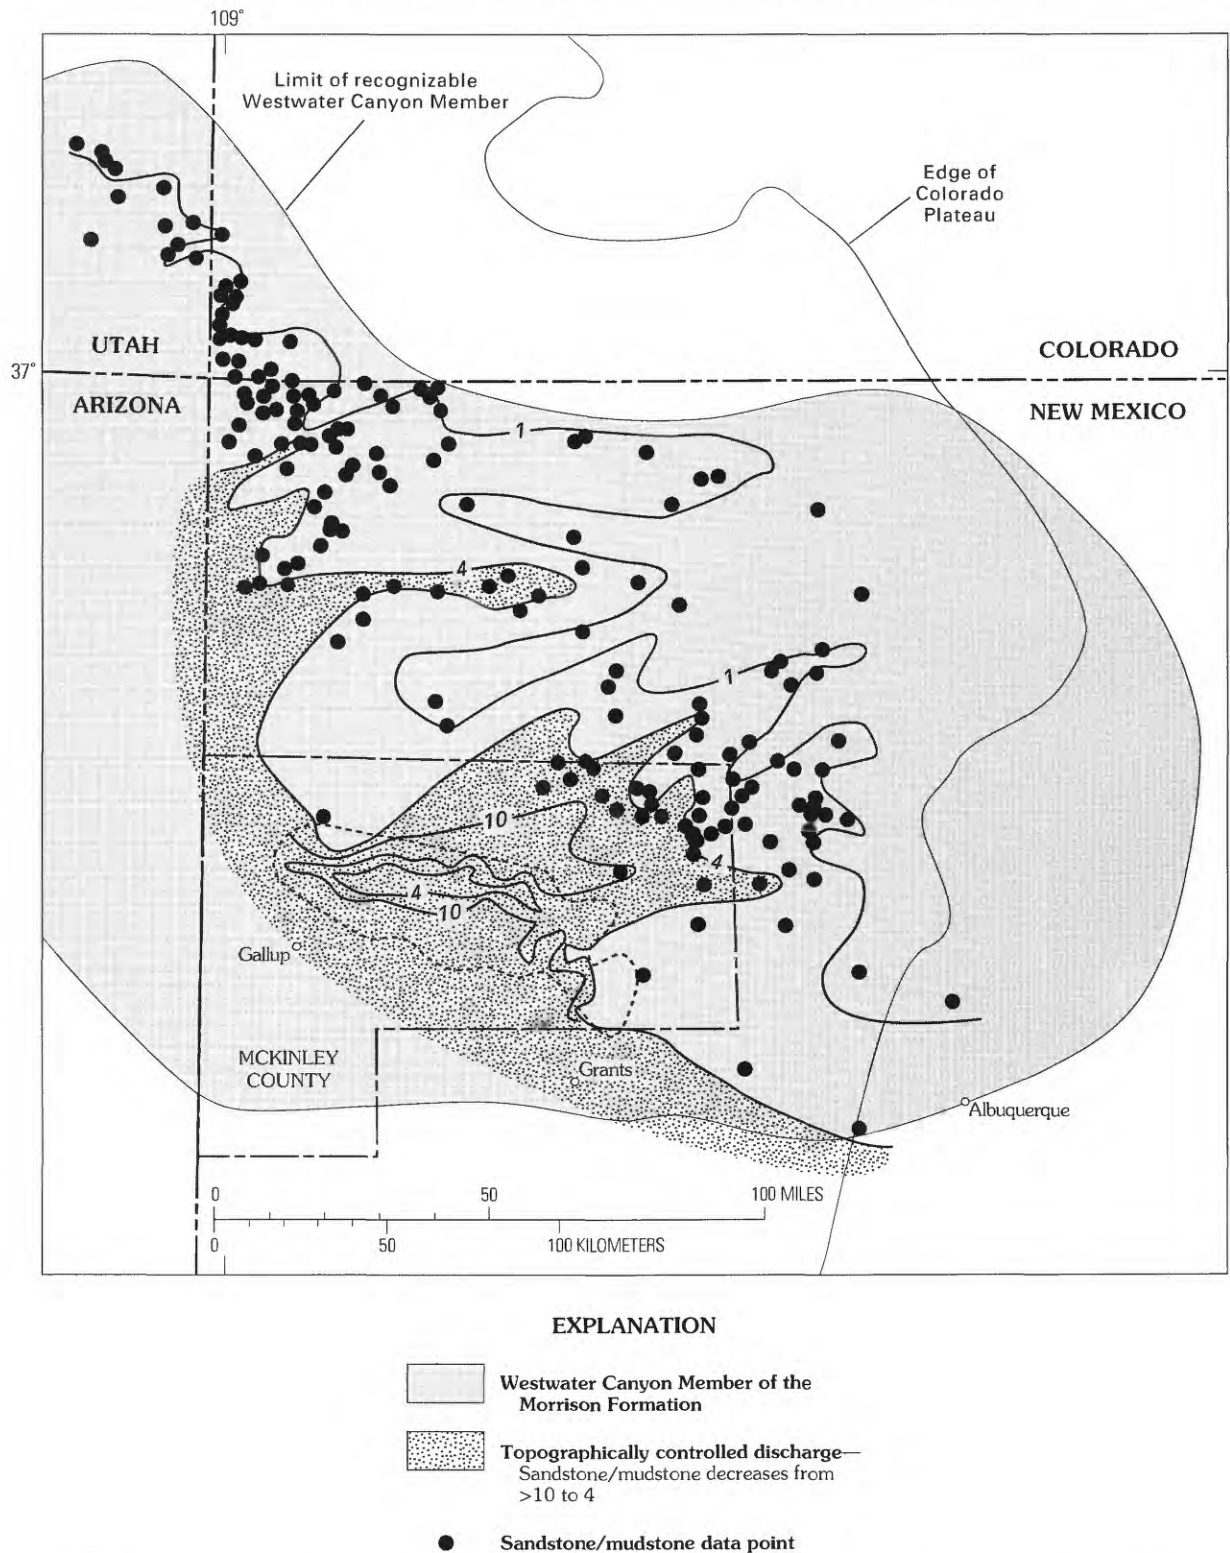 109°
Limit of recognizable
Westwater Canyon Member
Edge of
Colorado
Plateau
UTAH
COLORADO
37°
ARIZONA
NEW MEXICO
1
4
1
10
4
4
10
Gallup
MCKINLEY
COUNTY
Grants
Albuquerque
0 50 100 MILES
0 50 100 KILOMETERS
EXPLANATION
Westwater Canyon Member of the
Morrison Formation
Topographically controlled discharge—
Sandstone/mudstone decreases from
>10 to 4
Sandstone/mudstone data point